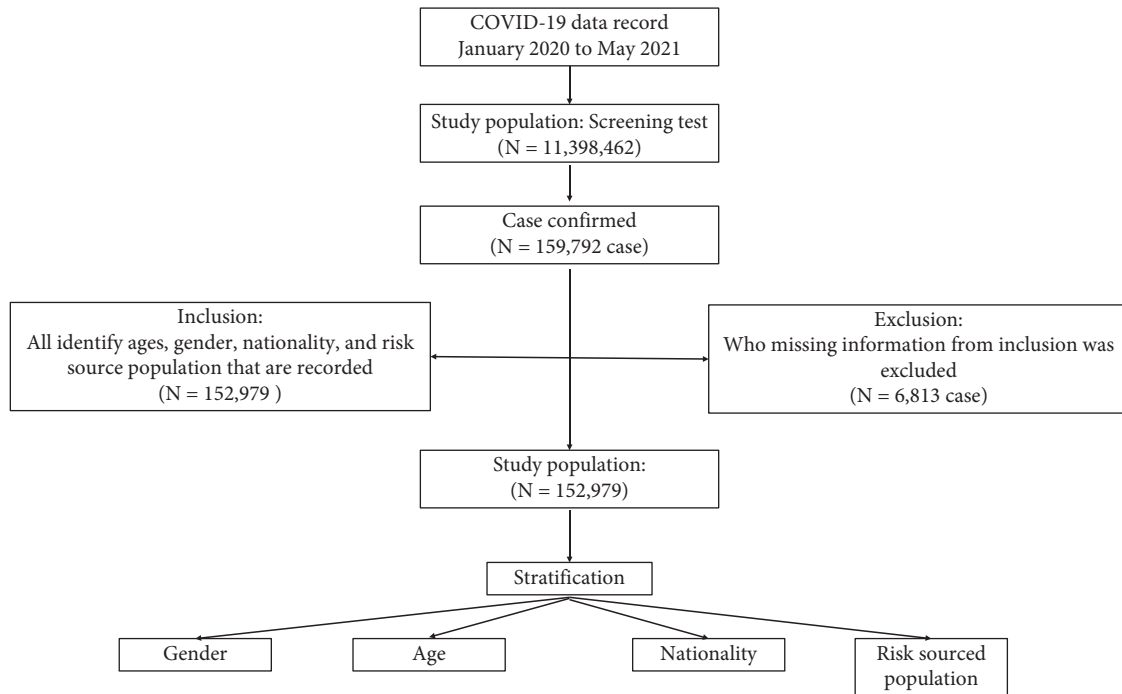 COVID-19 data record
January 2020 to May 2021
Study population: Screening test
(N = 11,398,462)
Case confirmed
(N = 159,792 case)
Inclusion:
All identify ages, gender, nationality, and risk
source population that are recorded
(N = 152,979 )
Exclusion:
Who missing information from inclusion was
excluded
(N = 6,813 case)
Study population:
(N = 152,979)
Stratification
Gender
Age
Nationality
Risk sourced
population